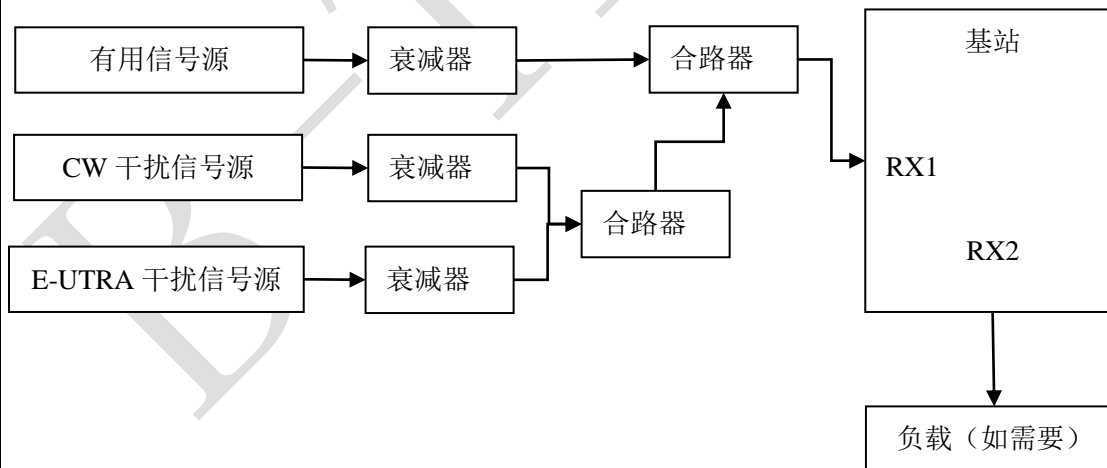 有用信号源
衰减器
合路器
基站
CW 干扰信号源
衰减器
RX1
合路器
E-UTRA 干扰信号源
衰减器
RX2
负载（如需要）